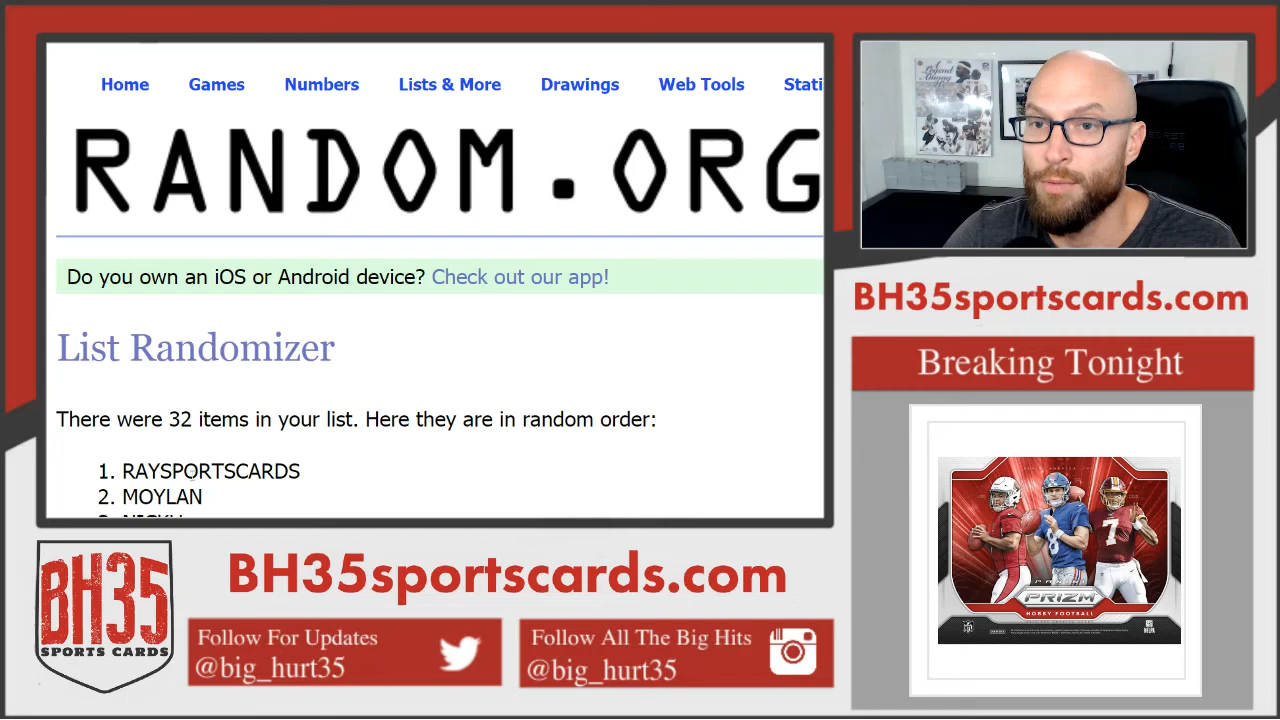 Home Games Numbers Lists & More Drawings Web Tools Stati
RANDOM.ORG
Do you own an iOS or Android device? Check out our app!
List Randomizer
There were 32 items in your list. Here they are in random order:
1. RAYSPORTSCARDS
2. MOYLAN
BH35sportscards.com
Breaking Tonight
PANINI
PRIZM
HOBBY FOOTBALL
BH35
SPORTS CARDS
BH35sportscards.com
Follow For Updates
@big_hurt35
Follow All The Big Hits
@big_hurt35